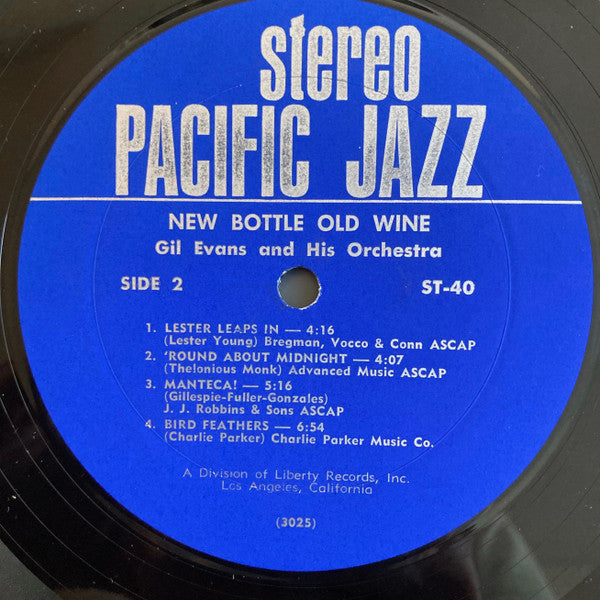 stereo
PACIFIC JAZZ
NEW BOTTLE OLD WINE
Gil Evans and His Orchestra
SIDE 2 ST-40
1. LESTER LEAPS IN — 4:16
(Lester Young) Bregman, Vocco & Conn ASCAP
2. 'ROUND ABOUT MIDNIGHT — 4:07
(Thelonious Monk) Advanced Music ASCAP
3. MANTECA! — 5:16
(Gillespie-Fuller-Gonzales)
J. J. Robbins & Sons ASCAP
4. BIRD FEATHERS — 6:54
(Charlie Parker) Charlie Parker Music Co.
A Division of Liberty Records, Inc.
Los Angeles, California
(3025)